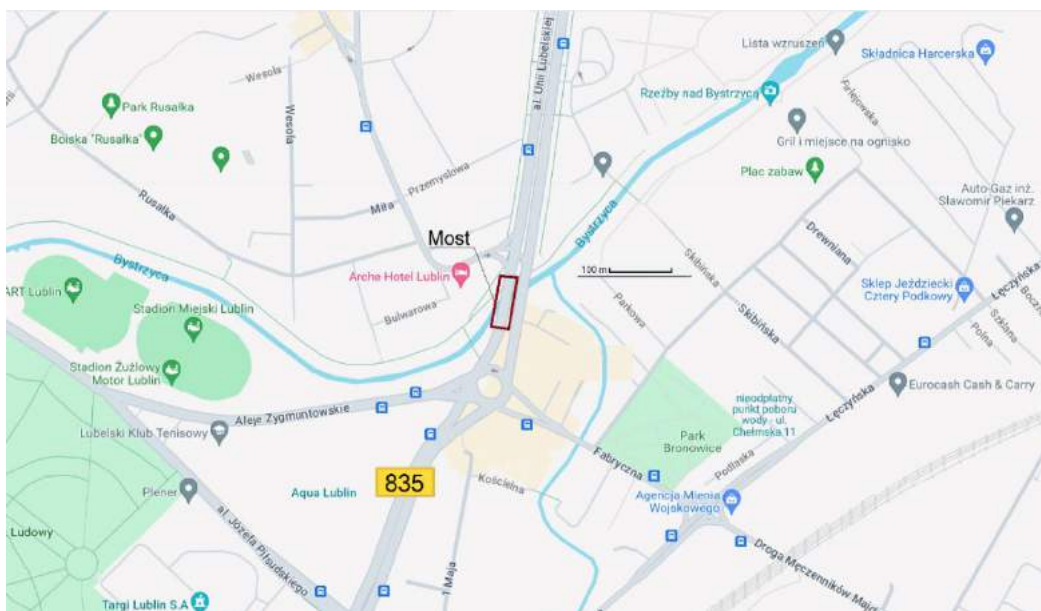 Wesoła
al. Unii Lubelskiej
Lista wzruszeń
Składnica Harcerska
Park Rusałka
Wesoła
Rzeźby nad Bystrzycą
Firlejowska
Boiska "Rusałka"
Przemysłowa
Gril i miejsce na ognisko
Plac zabaw
Rusałka
Miła
Auto-Gaz inż.
Sławomir Piekarz
Most
Bystrzyca
Drewniana
Bystrzyca
Arche Hotel Lublin
100 m
Skibińska
Łęczyńska
ART Lublin
Sklep Jeździecki
Cztery Podkowy
Stadion Miejski Lublin
Bulwarowa
Parkowa
Skibińska
Szklana
Polna
Stadion Żużlowy
Motor Lublin
Eurocash Cash & Carry
Aleje Zygmuntowskie
nieodpłatny
punkt poboru
wody - ul.
Chełmska 11
Łęczyńska
Lubelski Klub Tenisowy
Park
Bronowice
Fabryczna
Podlaska
835
Kościelna
Plener
Aqua Lublin
Agencja Mienia
Wojskowego
Ludowy
al. Józefa Piłsudskiego
1 Maja
Droga Męczenników Majd
Targi Lublin S.A